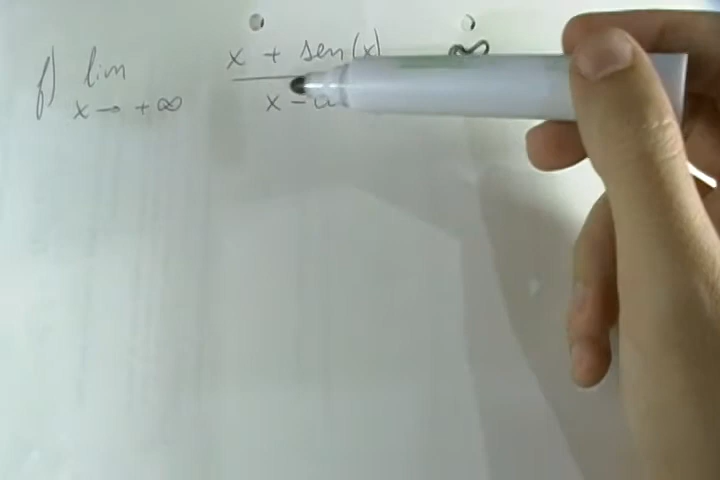 f) lim x + sen(x) ∞
x → +∞ x -